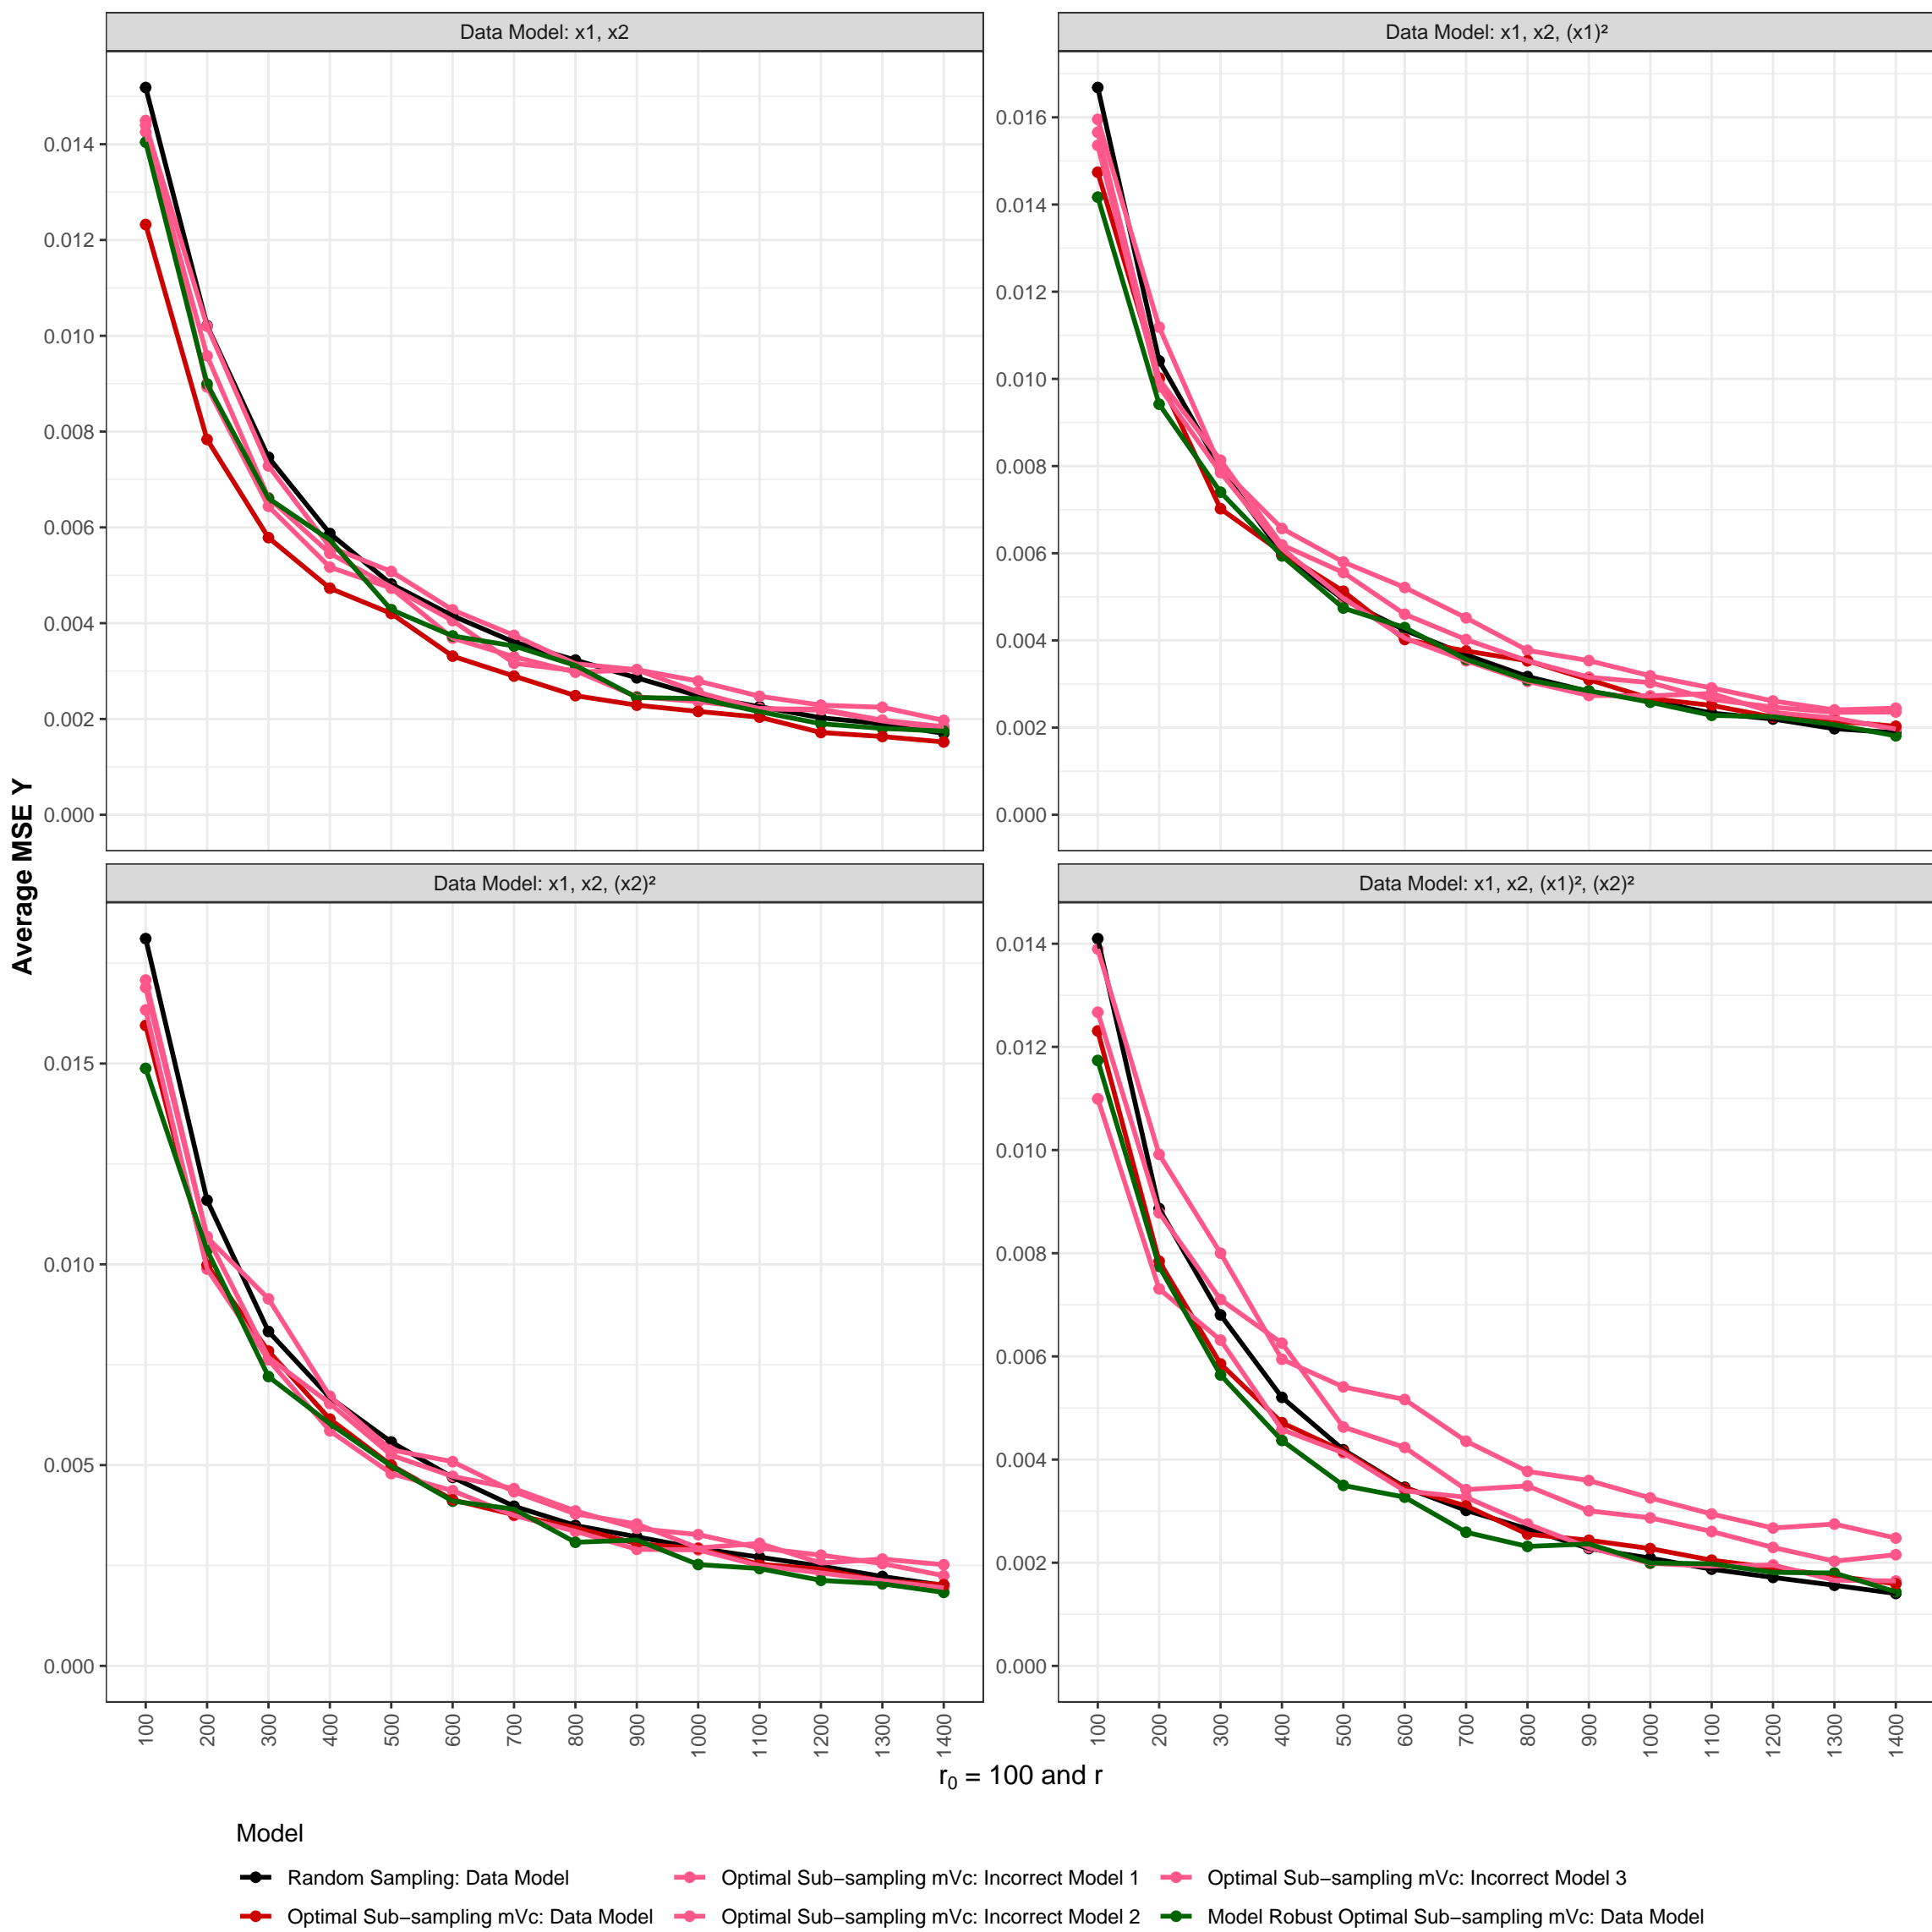 Data Model: x1, x2
Data Model: x1, x2, (x1)²
0.014
0.012
0.010
0.008
0.006
0.004
0.002
0.000
0.016
0.014
0.012
0.010
0.008
0.006
0.004
0.002
0.000
Average MSE Y
Data Model: x1, x2, (x2)²
Data Model: x1, x2, (x1)², (x2)²
0.015
0.010
0.005
0.000
0.014
0.012
0.010
0.008
0.006
0.004
0.002
0.000
100 200 300 400 500 600 700 800 900 1000 1100 1200 1300 1400
100 200 300 400 500 600 700 800 900 1000 1100 1200 1300 1400
r₀ = 100 and r
Model
Random Sampling: Data Model
Optimal Sub−sampling mVc: Incorrect Model 1
Optimal Sub−sampling mVc: Incorrect Model 3
Optimal Sub−sampling mVc: Data Model
Optimal Sub−sampling mVc: Incorrect Model 2
Model Robust Optimal Sub−sampling mVc: Data Model